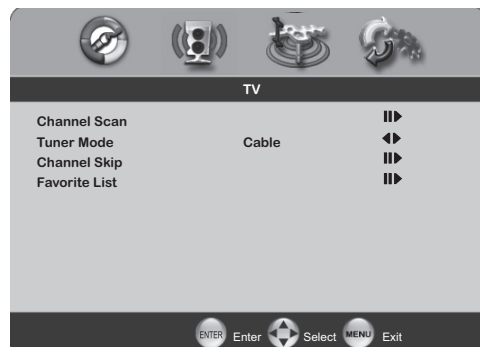 TV
Channel Scan
Tuner Mode Cable
Channel Skip
Favorite List
ENTER Enter Select MENU Exit